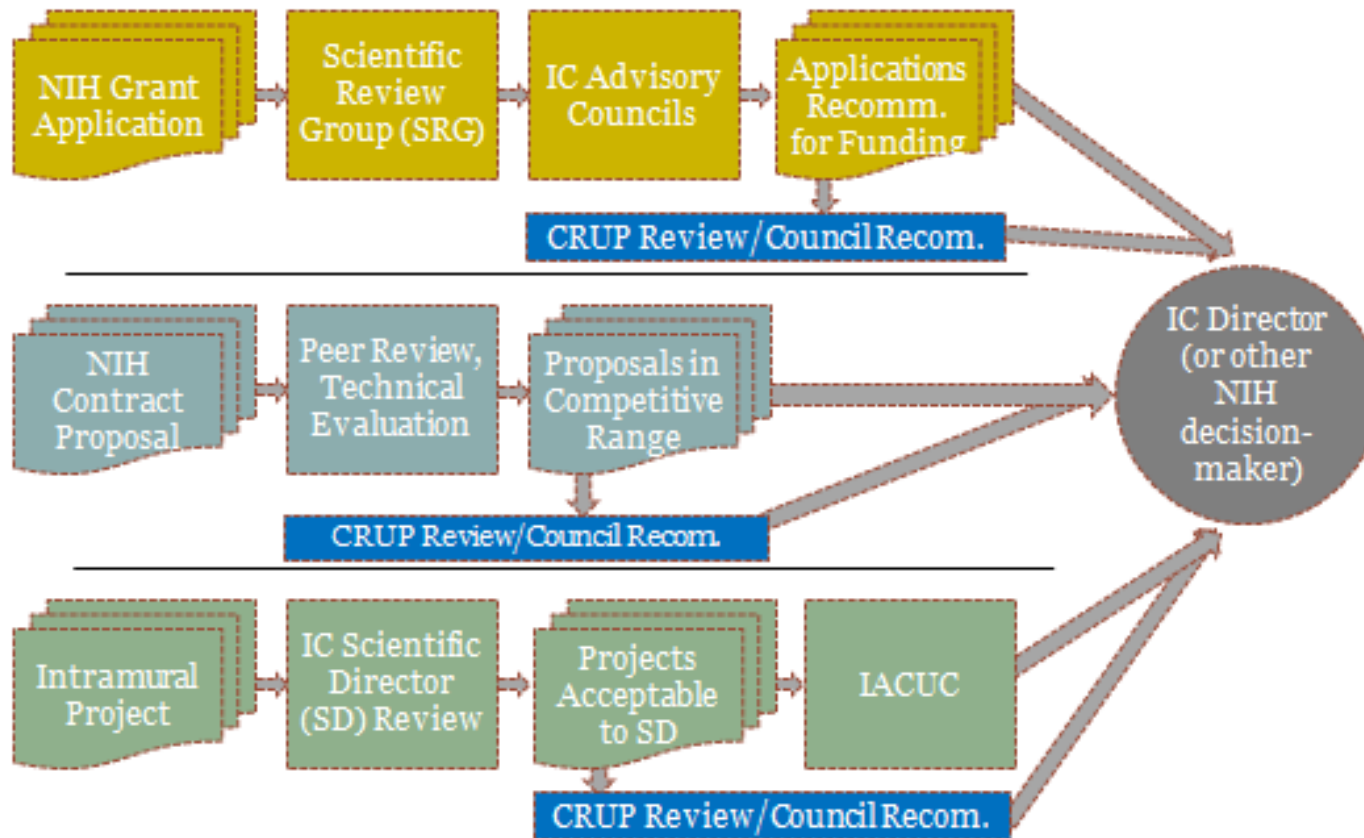 NIH Grant
Application
Scientific
Review
Group (SRG)
IC Advisory
Councils
Applications
Recomm.
for Funding
CRUP Review/Council Recom.
NIH
Contract
Proposal
Peer Review,
Technical
Evaluation
Proposals in
Competitive
Range
CRUP Review/Council Recom.
IC Director
(or other
NIH
decision-
maker)
Intramural
Project
IC Scientific
Director
(SD) Review
Projects
Acceptable
to SD
IACUC
CRUP Review/Council Recom.